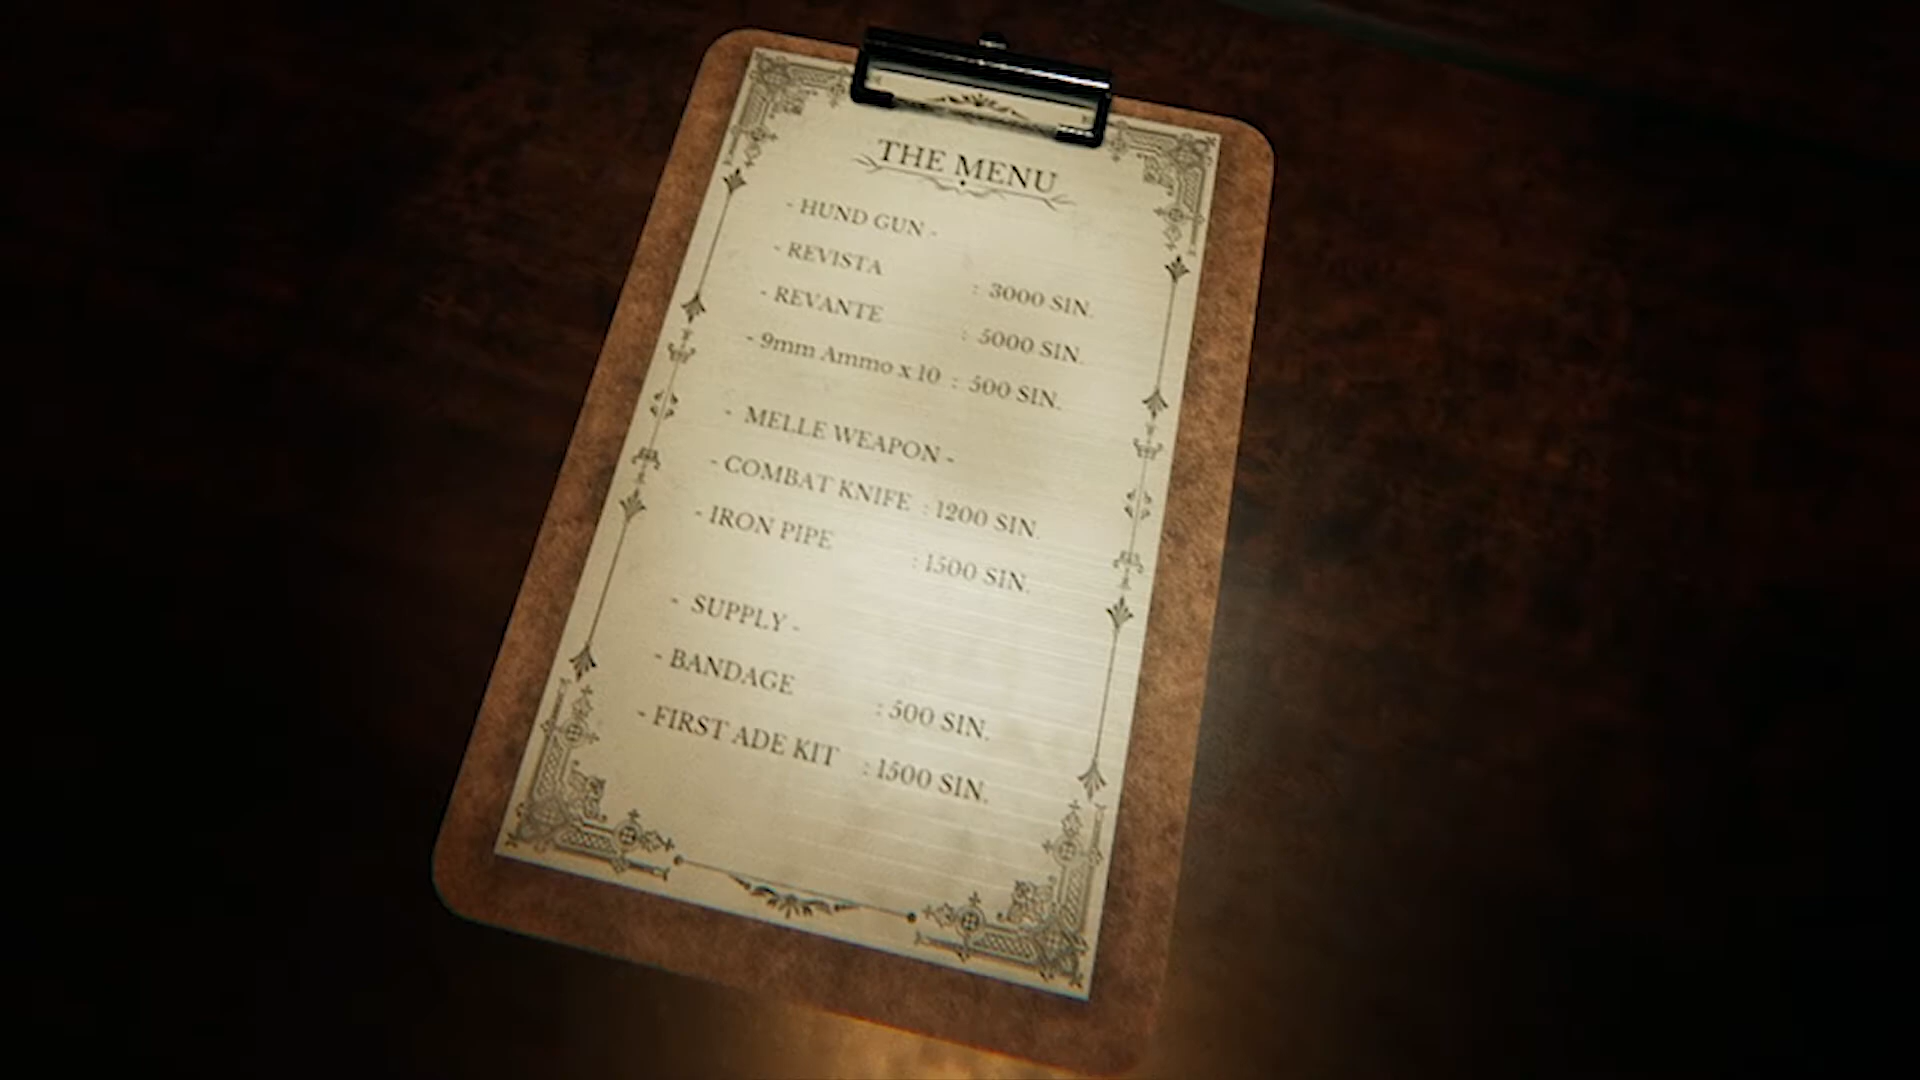 THE MENU
- HUND GUN -
- REVISTA : 3000 SIN.
- REVANTE : 5000 SIN.
- 9mm Ammo x 10 : 500 SIN.
- MELLE WEAPON -
- COMBAT KNIFE : 1200 SIN.
- IRON PIPE : 1500 SIN.
- SUPPLY -
- BANDAGE : 500 SIN.
- FIRST ADE KIT : 1500 SIN.